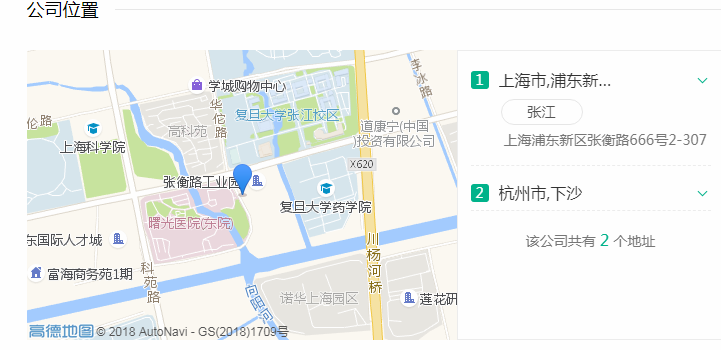 公司位置
学城购物中心
华佗路
李冰路
伦路
复旦大学张江校区
高科苑
道康宁(中国
)投资有限公司
上海科学院
X620
张衡路工业园
复旦大学药学院
曙光医院(东院)
东国际人才城
川杨河桥
富海商务苑1期
科苑路
诺华上海园区
莲花研
高德地图 © 2018 AutoNavi - GS(2018)1709号
1 上海市,浦东新...
张江
上海浦东新区张衡路666号2-307
2 杭州市,下沙
该公司共有 2 个地址